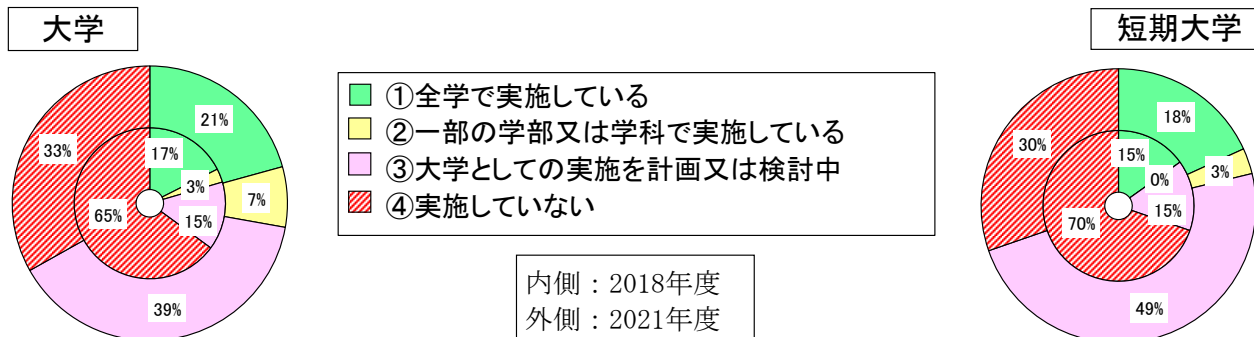 大学
短期大学
①全学で実施している
②一部の学部又は学科で実施している
③大学としての実施を計画又は検討中
④実施していない
内側：2018年度
外側：2021年度
21%
7%
39%
33%
17%
3%
15%
65%
18%
3%
49%
30%
15%
0%
15%
70%